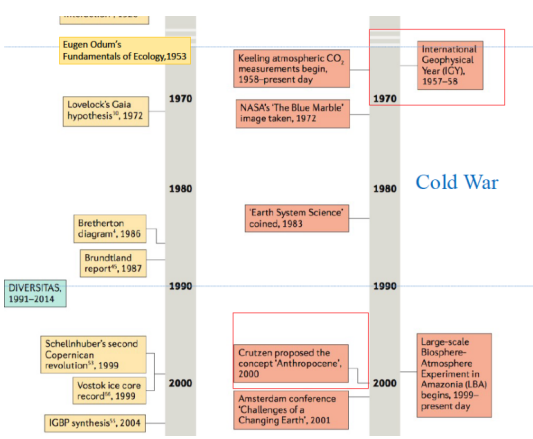 Eugen Odum's
Fundamentals of Ecology,1953
Keeling atmospheric CO₂
measurements begin,
1958–present day
International
Geophysical
Year (IGY),
1957–58
Lovelock's Gaia
hypothesis, 1972
1970
NASA's 'The Blue Marble'
image taken, 1972
1970
1980
1980
Cold War
Bretherton
diagram, 1986
'Earth System Science'
coined, 1983
Brundtland
report, 1987
DIVERSITAS,
1991–2014
1990
1990
Schellnhuber's second
Copernican
revolution, 1999
Vostok ice core
record, 1999
IGBP synthesis, 2004
2000
Crutzen proposed the
concept 'Anthropocene',
2000
Amsterdam conference
'Challenges of a
Changing Earth', 2001
2000
Large-scale
Biosphere-
Atmosphere
Experiment in
Amazonia (LBA)
begins, 1999–
present day